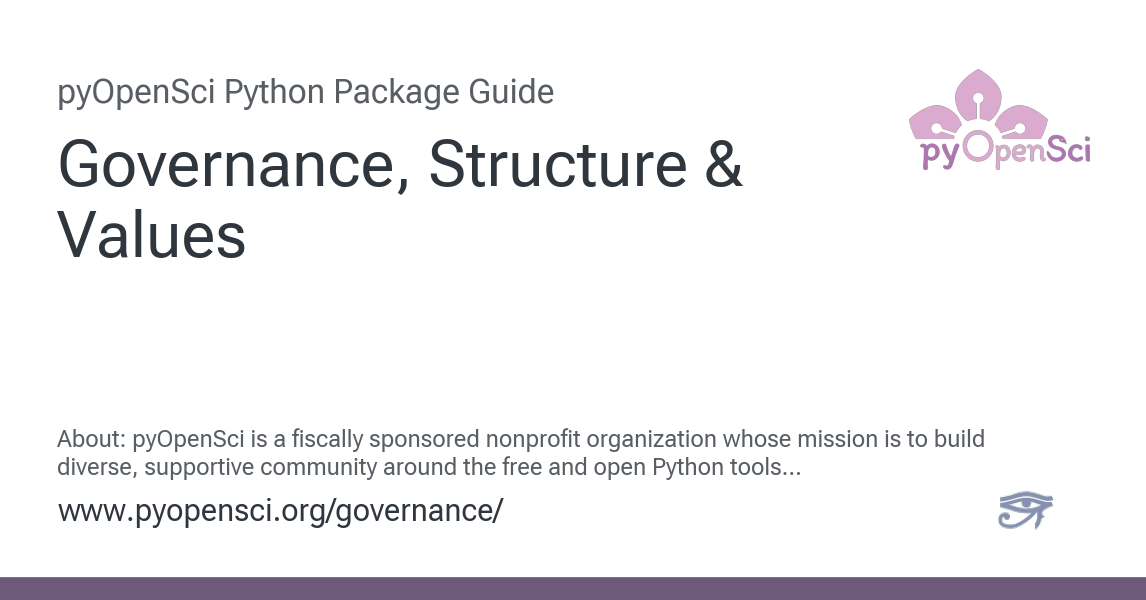 pyOpenSci Python Package Guide
Governance, Structure &
Values
pyOpenSci
About: pyOpenSci is a fiscally sponsored nonprofit organization whose mission is to build
diverse, supportive community around the free and open Python tools...
www.pyopensci.org/governance/